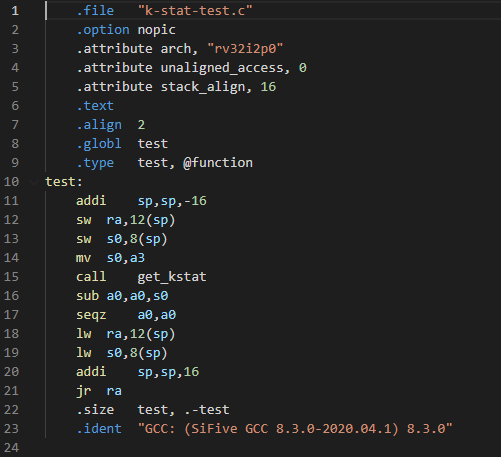 1 .file "k-stat-test.c"
2 .option nopic
3 .attribute arch, "rv32i2p0"
4 .attribute unaligned_access, 0
5 .attribute stack_align, 16
6 .text
7 .align 2
8 .globl test
9 .type test, @function
10 test:
11 addi sp,sp,-16
12 sw ra,12(sp)
13 sw s0,8(sp)
14 mv s0,a3
15 call get_kstat
16 sub a0,a0,s0
17 seqz a0,a0
18 lw ra,12(sp)
19 lw s0,8(sp)
20 addi sp,sp,16
21 jr ra
22 .size test, .-test
23 .ident "GCC: (SiFive GCC 8.3.0-2020.04.1) 8.3.0"
24